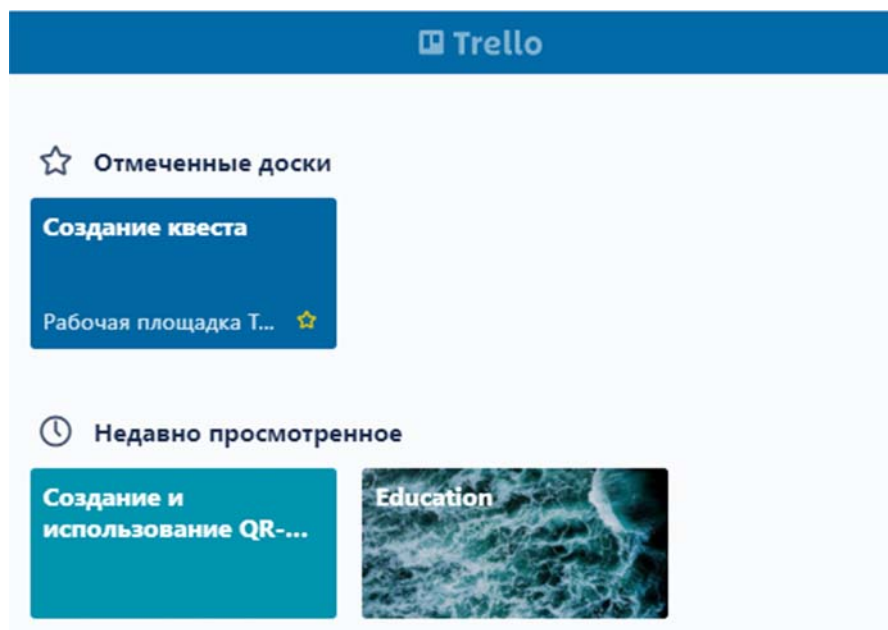 Trello
Отмеченные доски
Создание квеста
Рабочая площадка Т...
Недавно просмотренное
Создание и
использование QR-...
Education